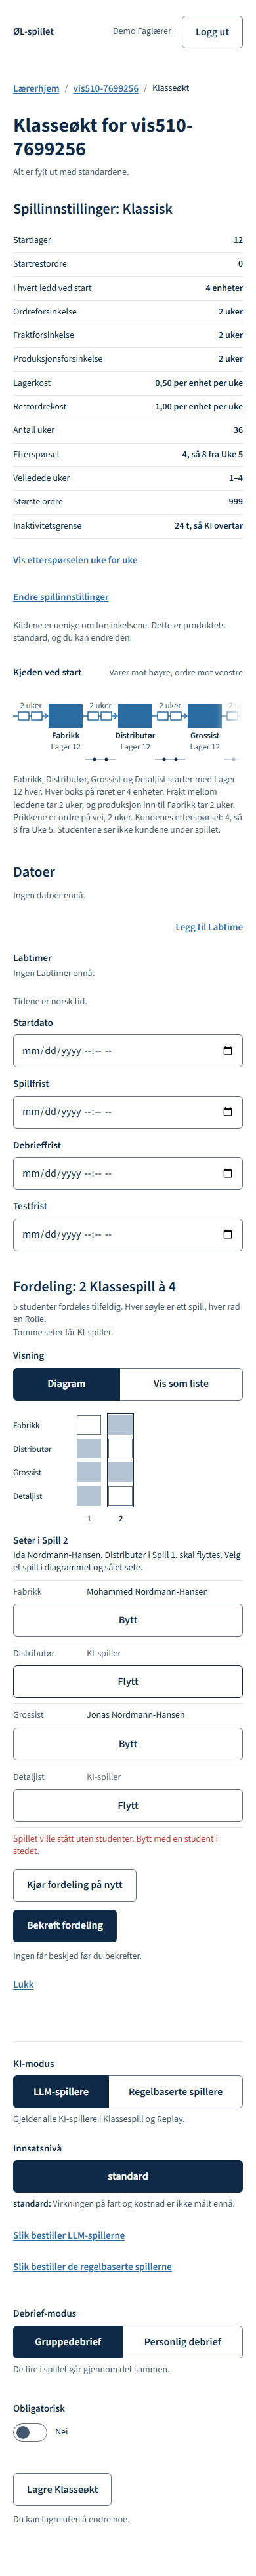 ØL-spillet
Demo Faglærer
Logg ut
Lærerhjem / vis510-7699256 / Klasseøkt
Klasseøkt for vis510-
7699256
Alt er fylt ut med standardene.
Spillinnstillinger: Klassisk
Startlager 12
Startrestordre 0
I hvert ledd ved start 4 enheter
Ordreforsinkelse 2 uker
Fraktforsinkelse 2 uker
Produksjonsforsinkelse 2 uker
Lagerkost 0,50 per enhet per uke
Restordrekost 1,00 per enhet per uke
Antall uker 36
Etterspørsel 4, så 8 fra Uke 5
Veiledede uker 1–4
Største ordre 999
Inaktivitetsgrense 24 t, så KI overtar
Vis etterspørselen uke for uke
Endre spillinnstillinger
Kildene er uenige om forsinkelsene. Dette er produktets
standard, og du kan endre den.
Kjeden ved start Varer mot høyre, ordre mot venstre
2 uker 2 uker 2 uker
Fabrikk Distributør Grossist
Lager 12 Lager 12 Lager 12
Fabrikk, Distributør, Grossist og Detaljist starter med Lager
12 hver. Hver boks på røret er 4 enheter. Frakt mellom
leddene tar 2 uker, og produksjon inn til Fabrikk tar 2 uker.
Prikkene er ordre på vei, 2 uker. Kundenes etterspørsel: 4, så
8 fra Uke 5. Studentene ser ikke kundene under spillet.
Datoer
Ingen datoer ennå.
Legg til Labtime
Labtimer
Ingen Labtimer ennå.
Tidene er norsk tid.
Startdato
mm/dd/yyyy --:-- --
Spillfrist
mm/dd/yyyy --:-- --
Debrieffrist
mm/dd/yyyy --:-- --
Testfrist
mm/dd/yyyy --:-- --
Fordeling: 2 Klassespill à 4
5 studenter fordeles tilfeldig. Hver søyle er ett spill, hver rad
en Rolle.
Tomme seter får KI-spiller.
Visning
Diagram
Vis som liste
Fabrikk
Distributør
Grossist
Detaljist
1 2
Seter i Spill 2
Ida Nordmann-Hansen, Distributør i Spill 1, skal flyttes. Velg
et spill i diagrammet og så et sete.
Fabrikk Mohammed Nordmann-Hansen
Bytt
Distributør KI-spiller
Flytt
Grossist Jonas Nordmann-Hansen
Bytt
Detaljist KI-spiller
Flytt
Spillet ville stått uten studenter. Bytt med en student i
stedet.
Kjør fordeling på nytt
Bekreft fordeling
Ingen får beskjed før du bekrefter.
Lukk
KI-modus
LLM-spillere
Regelbaserte spillere
Gjelder alle KI-spillere i Klassespill og Replay.
Innsatsnivå
standard
standard: Virkningen på fart og kostnad er ikke målt ennå.
Slik bestiller LLM-spillerne
Slik bestiller de regelbaserte spillerne
Debrief-modus
Gruppedebrief
Personlig debrief
De fire i spillet går gjennom det sammen.
Obligatorisk
Nei
Lagre Klasseøkt
Du kan lagre uten å endre noe.